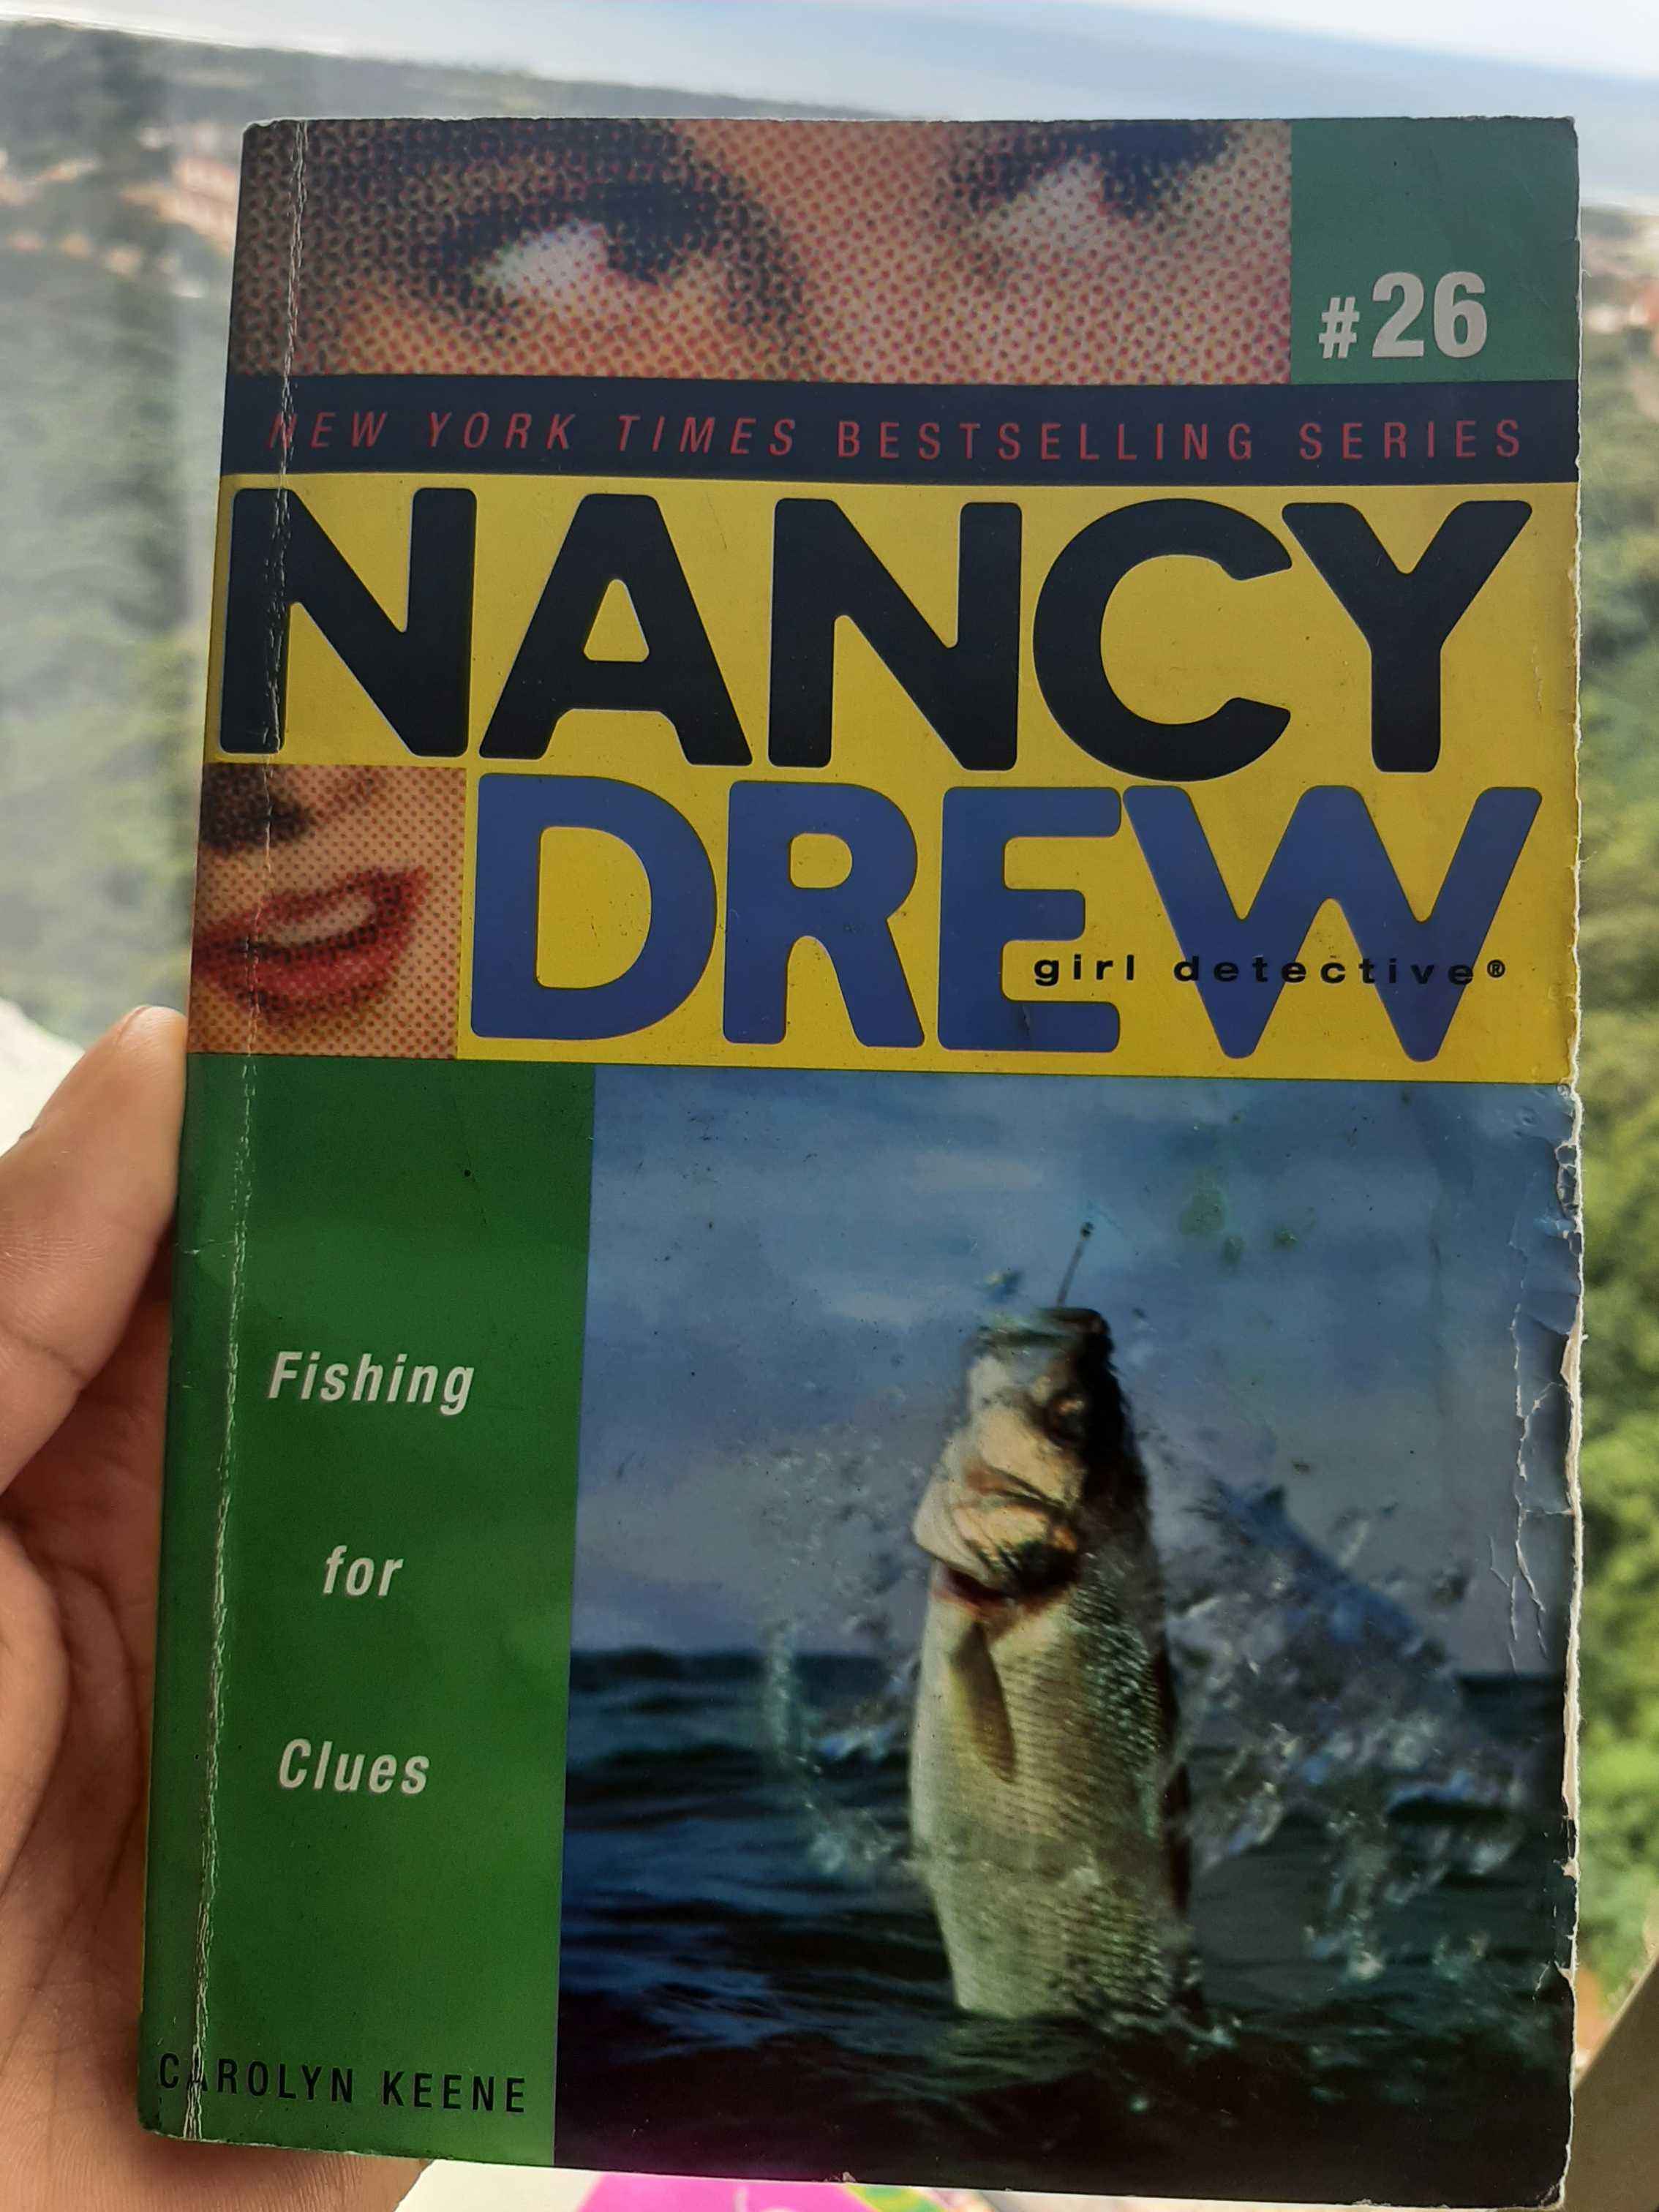 #26
NEW YORK TIMES BESTSELLING SERIES
NANCY
DREW
girl detective®
Fishing
for
Clues
CAROLYN KEENE